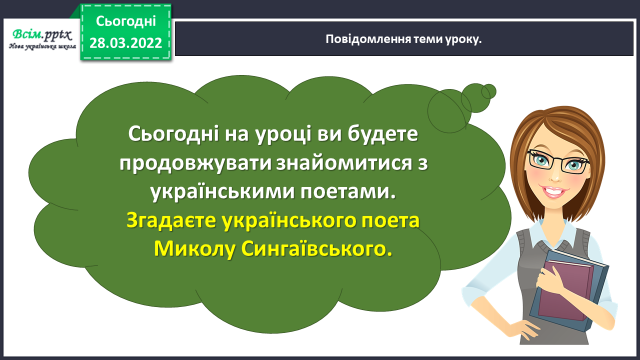 Всім.pptx
Нова українська школа
Сьогодні
28.03.2022
Повідомлення теми уроку.
Сьогодні на уроці ви будете
продовжувати знайомитися з
українськими поетами.
Згадаєте українського поета
Миколу Сингаївського.